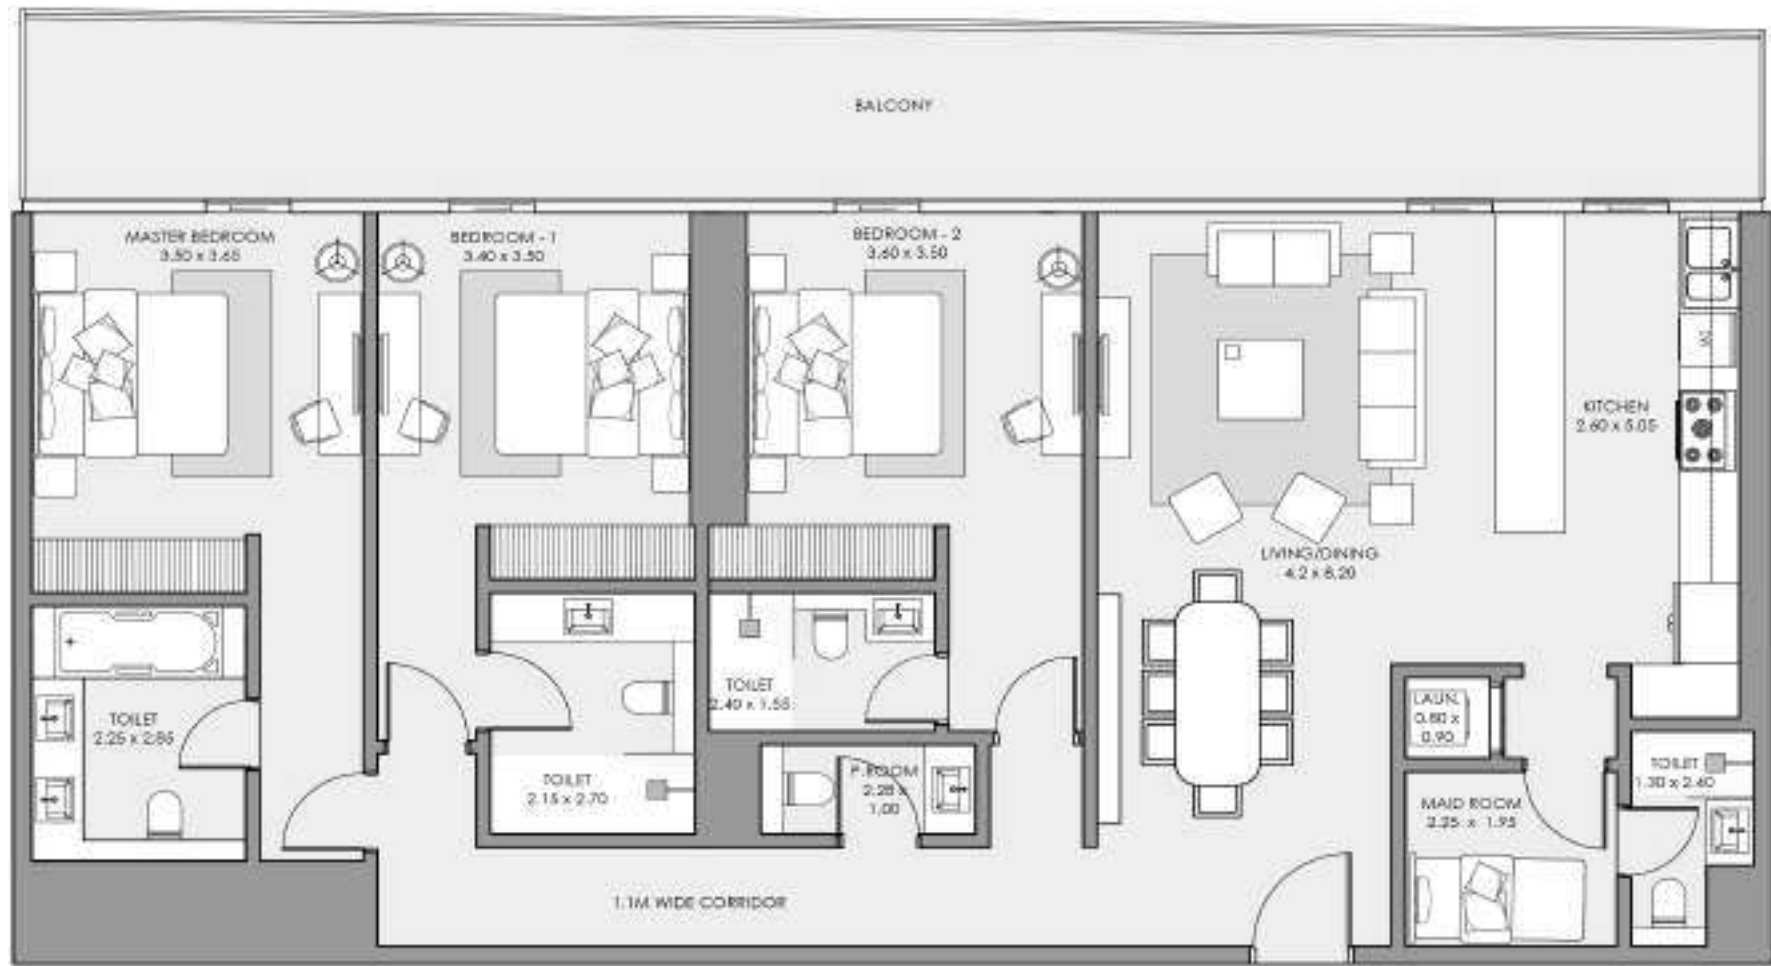 BALCONY
MASTER BEDROOM
3.50 x 3.65
BEDROOM - 1
3.40 x 3.50
BEDROOM - 2
3.60 x 3.50
KITCHEN
2.60 x 5.05
LIVING/DINING
4.2 x 8.20
TOILET
2.25 x 2.85
TOILET
2.15 x 2.70
TOILET
2.40 x 1.55
P.ROOM
2.28 x
1.00
LAUN.
0.80 x
0.90
TOILET
1.30 x 2.60
MAID ROOM
2.25 x 1.95
1.1M WIDE CORRIDOR